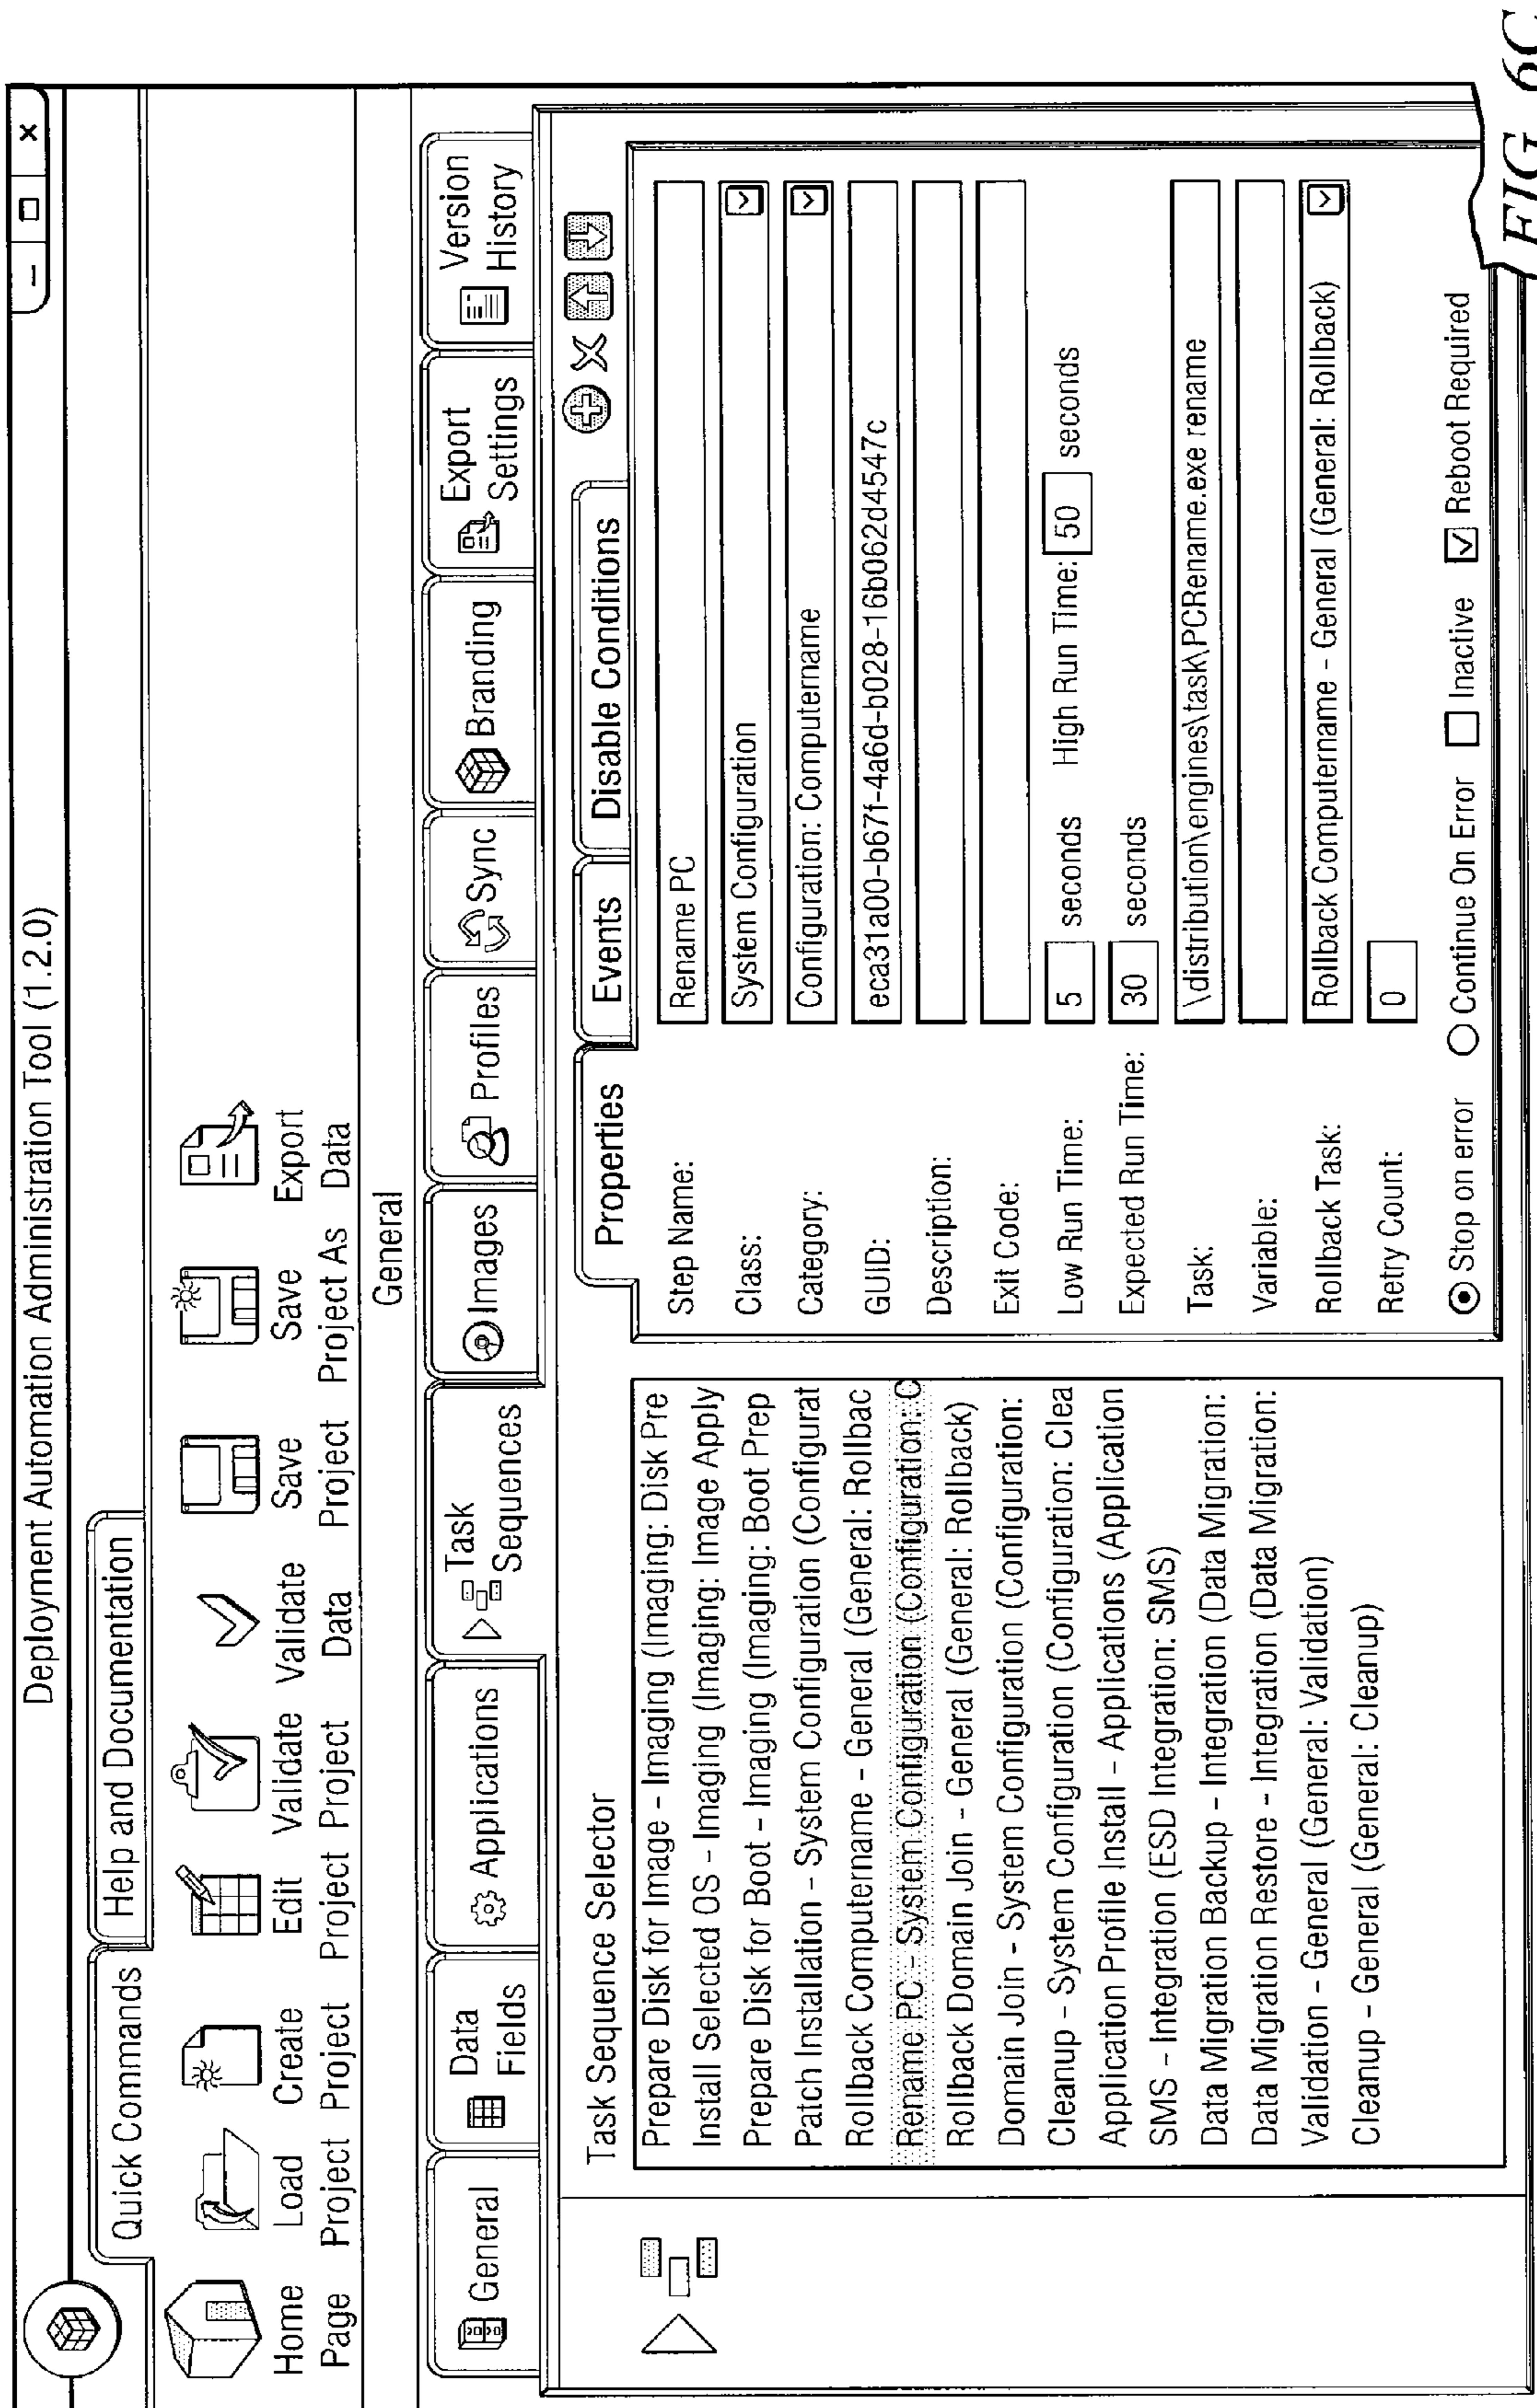 Deployment Automation Administration Tool (1.2.0)
Quick Commands
Help and Documentation
Home Page
Load Project
Create Project
Edit Project
Validate Project
Validate Data
Save Project
Save Project As
Export Data
General
General
Data Fields
Applications
Task Sequences
Images
Profiles
Sync
Branding
Export Settings
Version History
Task Sequence Selector
Prepare Disk for Image - Imaging (Imaging: Disk Pre
Install Selected OS - Imaging (Imaging: Image Apply
Prepare Disk for Boot - Imaging (Imaging: Boot Prep
Patch Installation - System Configuration (Configurat
Rollback Computername - General (General: Rollbac
Rename PC - System Configuration (Configuration: C
Rollback Domain Join - General (General: Rollback)
Domain Join - System Configuration (Configuration:
Cleanup - System Configuration (Configuration: Clea
Application Profile Install - Applications (Application
SMS - Integration (ESD Integration: SMS)
Data Migration Backup - Integration (Data Migration:
Data Migration Restore - Integration (Data Migration:
Validation - General (General: Validation)
Cleanup - General (General: Cleanup)
Properties
Events
Disable Conditions
Step Name: Rename PC
Class: System Configuration
Category: Configuration: Computername
GUID: eca31a00-b67f-4a6d-b028-16b062d4547c
Description:
Exit Code:
Low Run Time: 5 seconds High Run Time: 50 seconds
Expected Run Time: 30 seconds
Task: \distribution\engines\task\PCRename.exe rename
Variable:
Rollback Task: Rollback Computername - General (General: Rollback)
Retry Count: 0
Stop on error Continue On Error Inactive Reboot Required
FIG. 6C